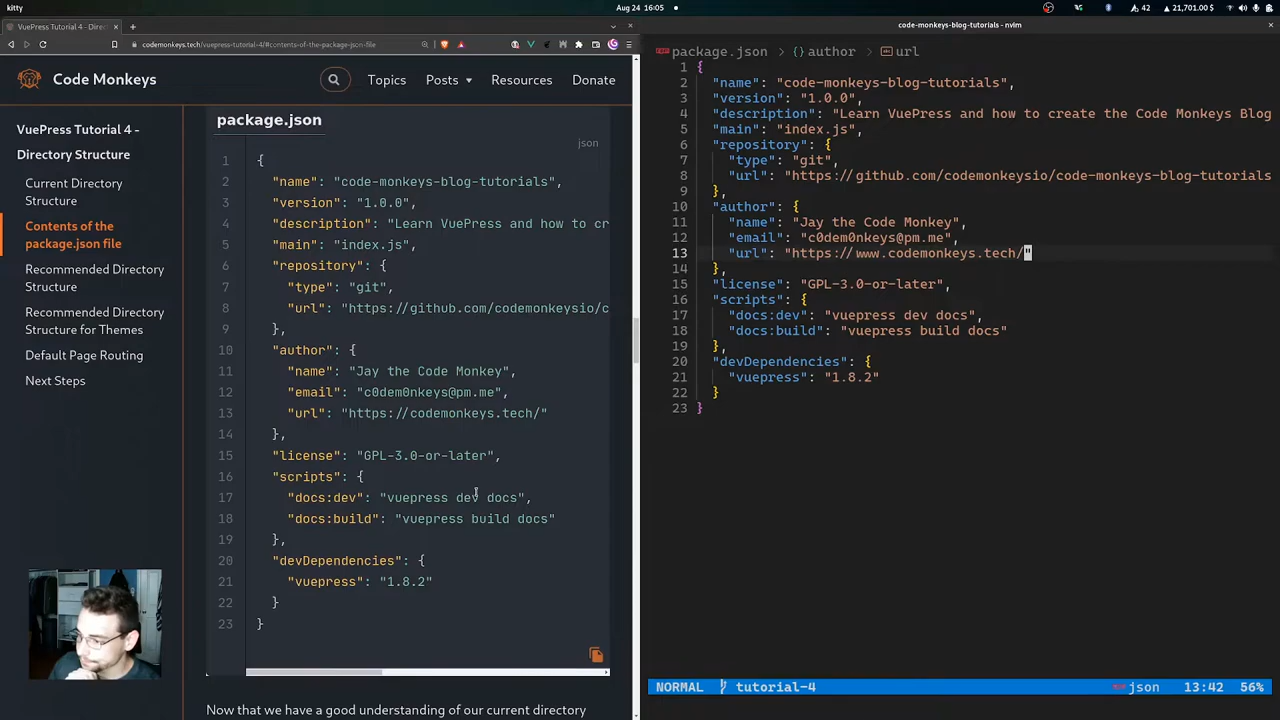 kitty
Aug 24 16:05
42
21,701.00 $
VuePress Tutorial 4 - Direc
codemonkeys.tech/vuepress-tutorial-4/#contents-of-the-package-json-file
Code Monkeys
Topics
Posts
Resources
Donate
VuePress Tutorial 4 -
Directory Structure
Current Directory
Structure
Contents of the
package.json file
Recommended Directory
Structure
Recommended Directory
Structure for Themes
Default Page Routing
Next Steps
package.json
json
1 {
2 "name": "code-monkeys-blog-tutorials",
3 "version": "1.0.0",
4 "description": "Learn VuePress and how to cr
5 "main": "index.js",
6 "repository": {
7 "type": "git",
8 "url": "https://github.com/codemonkeysio/c
9 },
10 "author": {
11 "name": "Jay the Code Monkey",
12 "email": "c0dem0nkeys@pm.me",
13 "url": "https://codemonkeys.tech/"
14 },
15 "license": "GPL-3.0-or-later",
16 "scripts": {
17 "docs:dev": "vuepress dev docs",
18 "docs:build": "vuepress build docs"
19 },
20 "devDependencies": {
21 "vuepress": "1.8.2"
22 }
23 }
Now that we have a good understanding of our current directory
code-monkeys-blog-tutorials - nvim
package.json > {} author > url
1 {
2 "name": "code-monkeys-blog-tutorials",
3 "version": "1.0.0",
4 "description": "Learn VuePress and how to create the Code Monkeys Blog
5 "main": "index.js",
6 "repository": {
7 "type": "git",
8 "url": "https://github.com/codemonkeysio/code-monkeys-blog-tutorials
9 },
10 "author": {
11 "name": "Jay the Code Monkey",
12 "email": "c0dem0nkeys@pm.me",
13 "url": "https://www.codemonkeys.tech/"
14 },
15 "license": "GPL-3.0-or-later",
16 "scripts": {
17 "docs:dev": "vuepress dev docs",
18 "docs:build": "vuepress build docs"
19 },
20 "devDependencies": {
21 "vuepress": "1.8.2"
22 }
23 }
NORMAL tutorial-4 json 13:42 56%